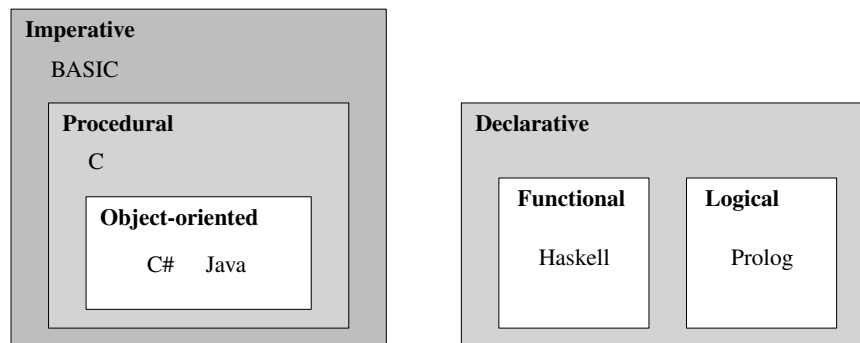 Imperative
BASIC
Procedural
C
Object-oriented
C# Java
Declarative
Functional
Haskell
Logical
Prolog